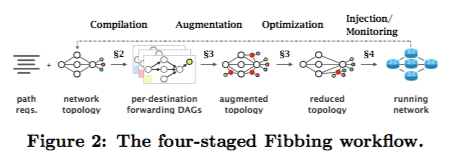 Injection/
Compilation Augmentation Optimization Monitoring
§2 §3 §3 §4
+
path network per-destination augmented reduced running
reqs. topology forwarding DAGs topology topology network
Figure 2: The four-staged Fibbing workflow.